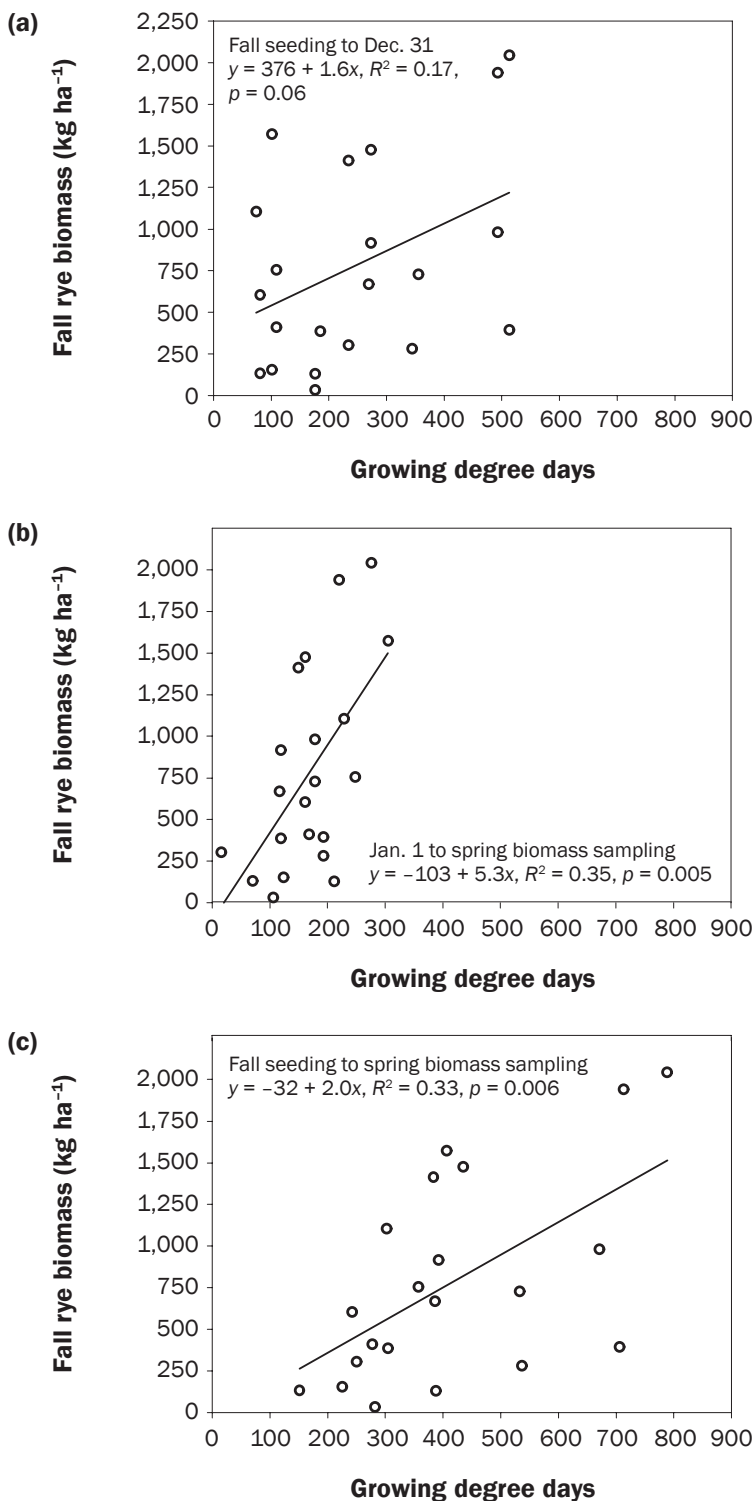 (a)
Fall rye biomass (kg ha⁻¹)
2,250
2,000
1,750
1,500
1,250
1,000
750
500
250
0
Fall seeding to Dec. 31
y = 376 + 1.6x, R² = 0.17,
p = 0.06
0 100 200 300 400 500 600 700 800 900
Growing degree days
(b)
Fall rye biomass (kg ha⁻¹)
2,000
1,750
1,500
1,250
1,000
750
500
250
0
Jan. 1 to spring biomass sampling
y = –103 + 5.3x, R² = 0.35, p = 0.005
0 100 200 300 400 500 600 700 800 900
Growing degree days
(c)
Fall rye biomass (kg ha⁻¹)
Fall seeding to spring biomass sampling
y = –32 + 2.0x, R² = 0.33, p = 0.006
2,000
1,750
1,500
1,250
1,000
750
500
250
0
0 100 200 300 400 500 600 700 800 900
Growing degree days